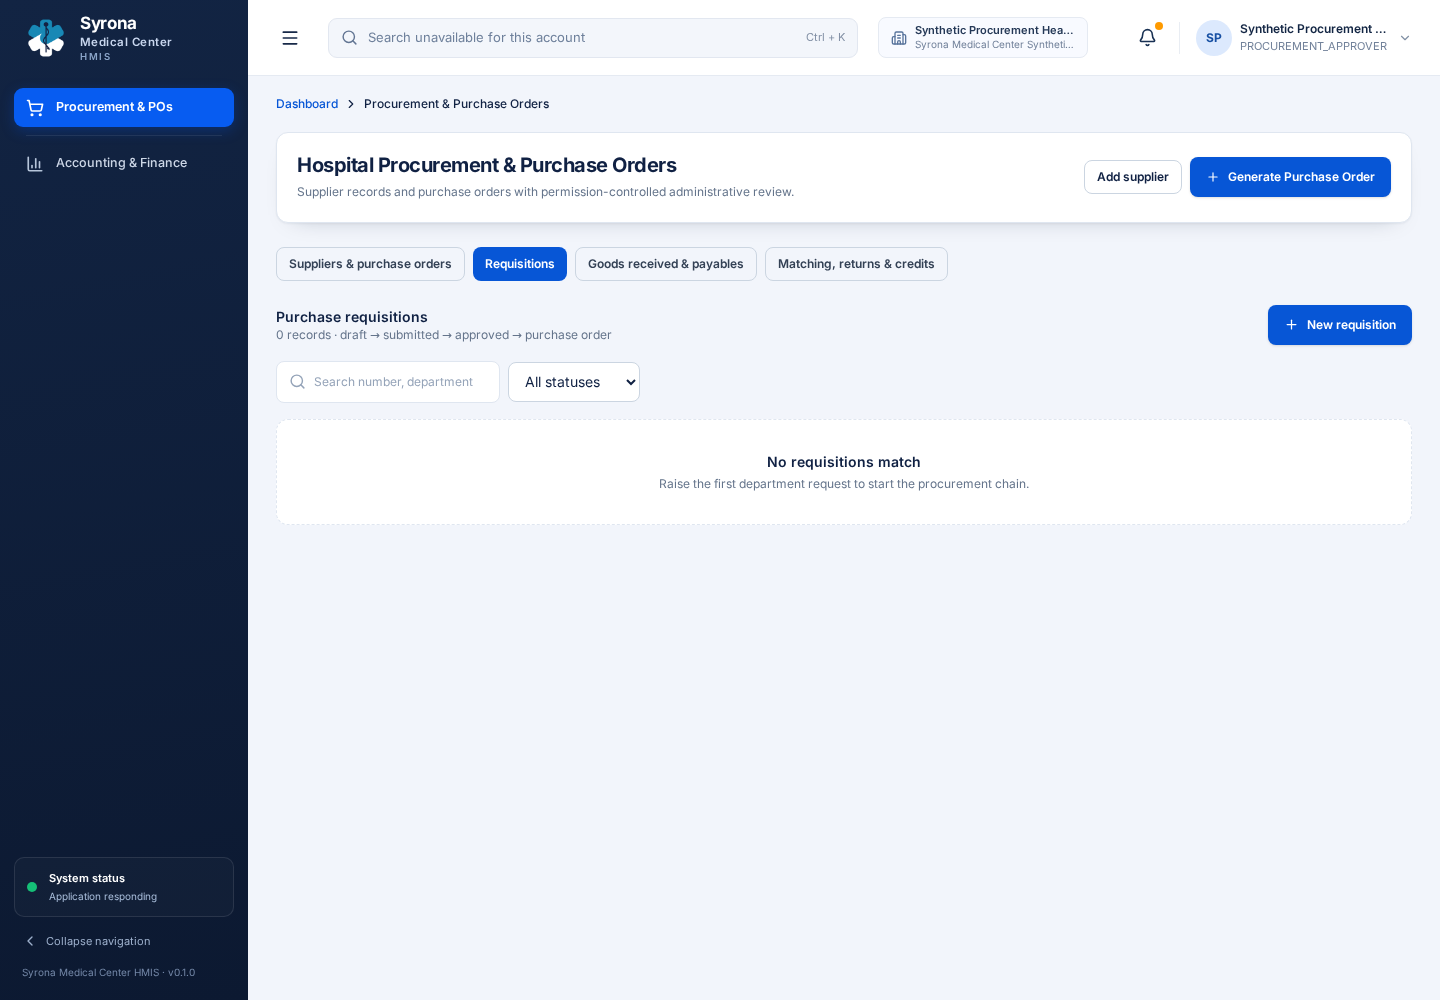 Syrona
Medical Center
HMIS
Procurement & POs
Accounting & Finance
System status
Application responding
Collapse navigation
Syrona Medical Center HMIS · v0.1.0
Search unavailable for this account
Ctrl + K
Synthetic Procurement Hea...
Syrona Medical Center Syntheti...
SP
Synthetic Procurement ...
PROCUREMENT_APPROVER
Dashboard
Procurement & Purchase Orders
Hospital Procurement & Purchase Orders
Supplier records and purchase orders with permission-controlled administrative review.
Add supplier
Generate Purchase Order
Suppliers & purchase orders
Requisitions
Goods received & payables
Matching, returns & credits
Purchase requisitions
0 records · draft → submitted → approved → purchase order
New requisition
Search number, department
All statuses
No requisitions match
Raise the first department request to start the procurement chain.